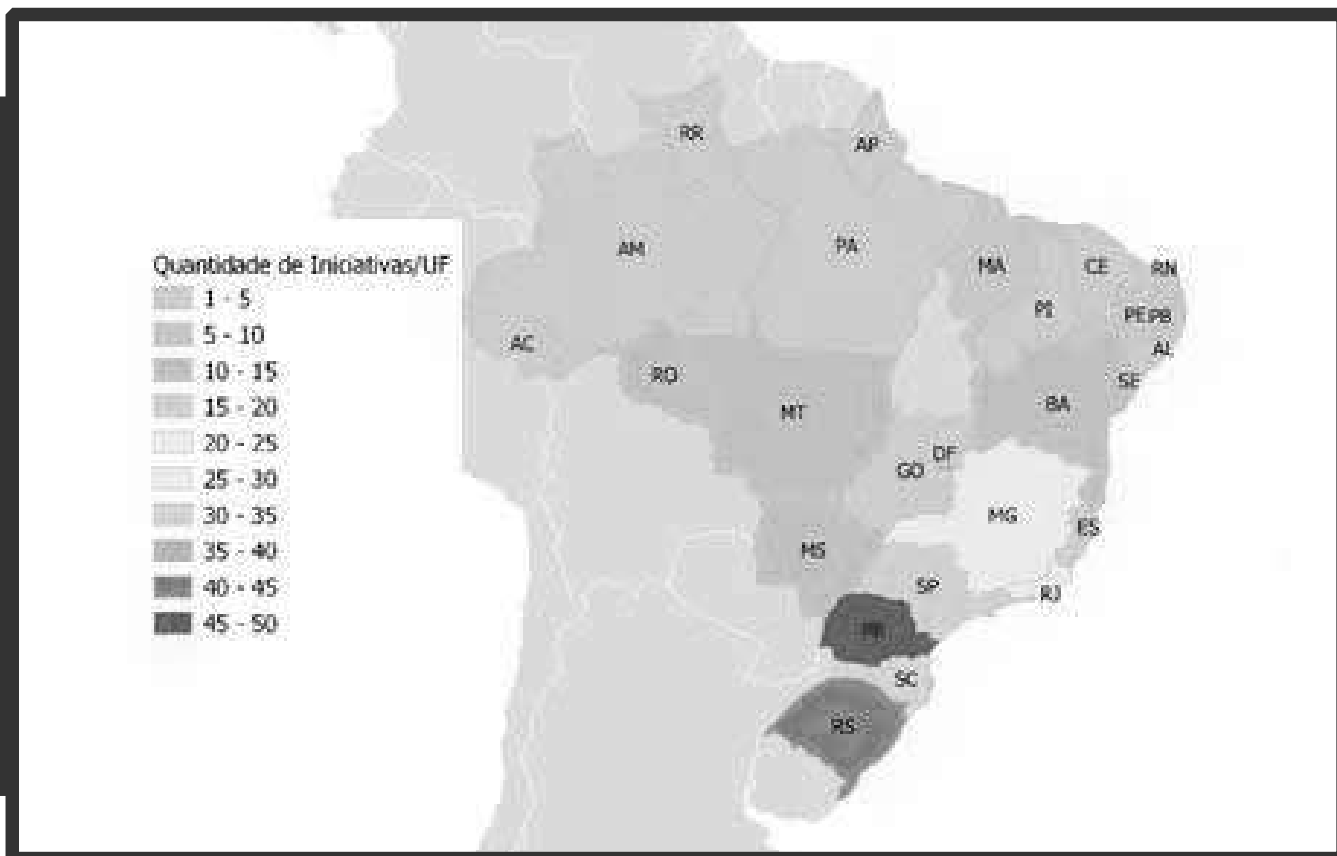 RR
AP
AM
PA
MA
CE
RN
Quantidade de Iniciativas/UF
1 - 5
5 - 10
10 - 15
15 - 20
20 - 25
25 - 30
30 - 35
35 - 40
40 - 45
45 - 50
PI
PE PB
AC
AL
RO
SE
MT
BA
DF
GO
MG
ES
MS
SP
RJ
PR
SC
RS